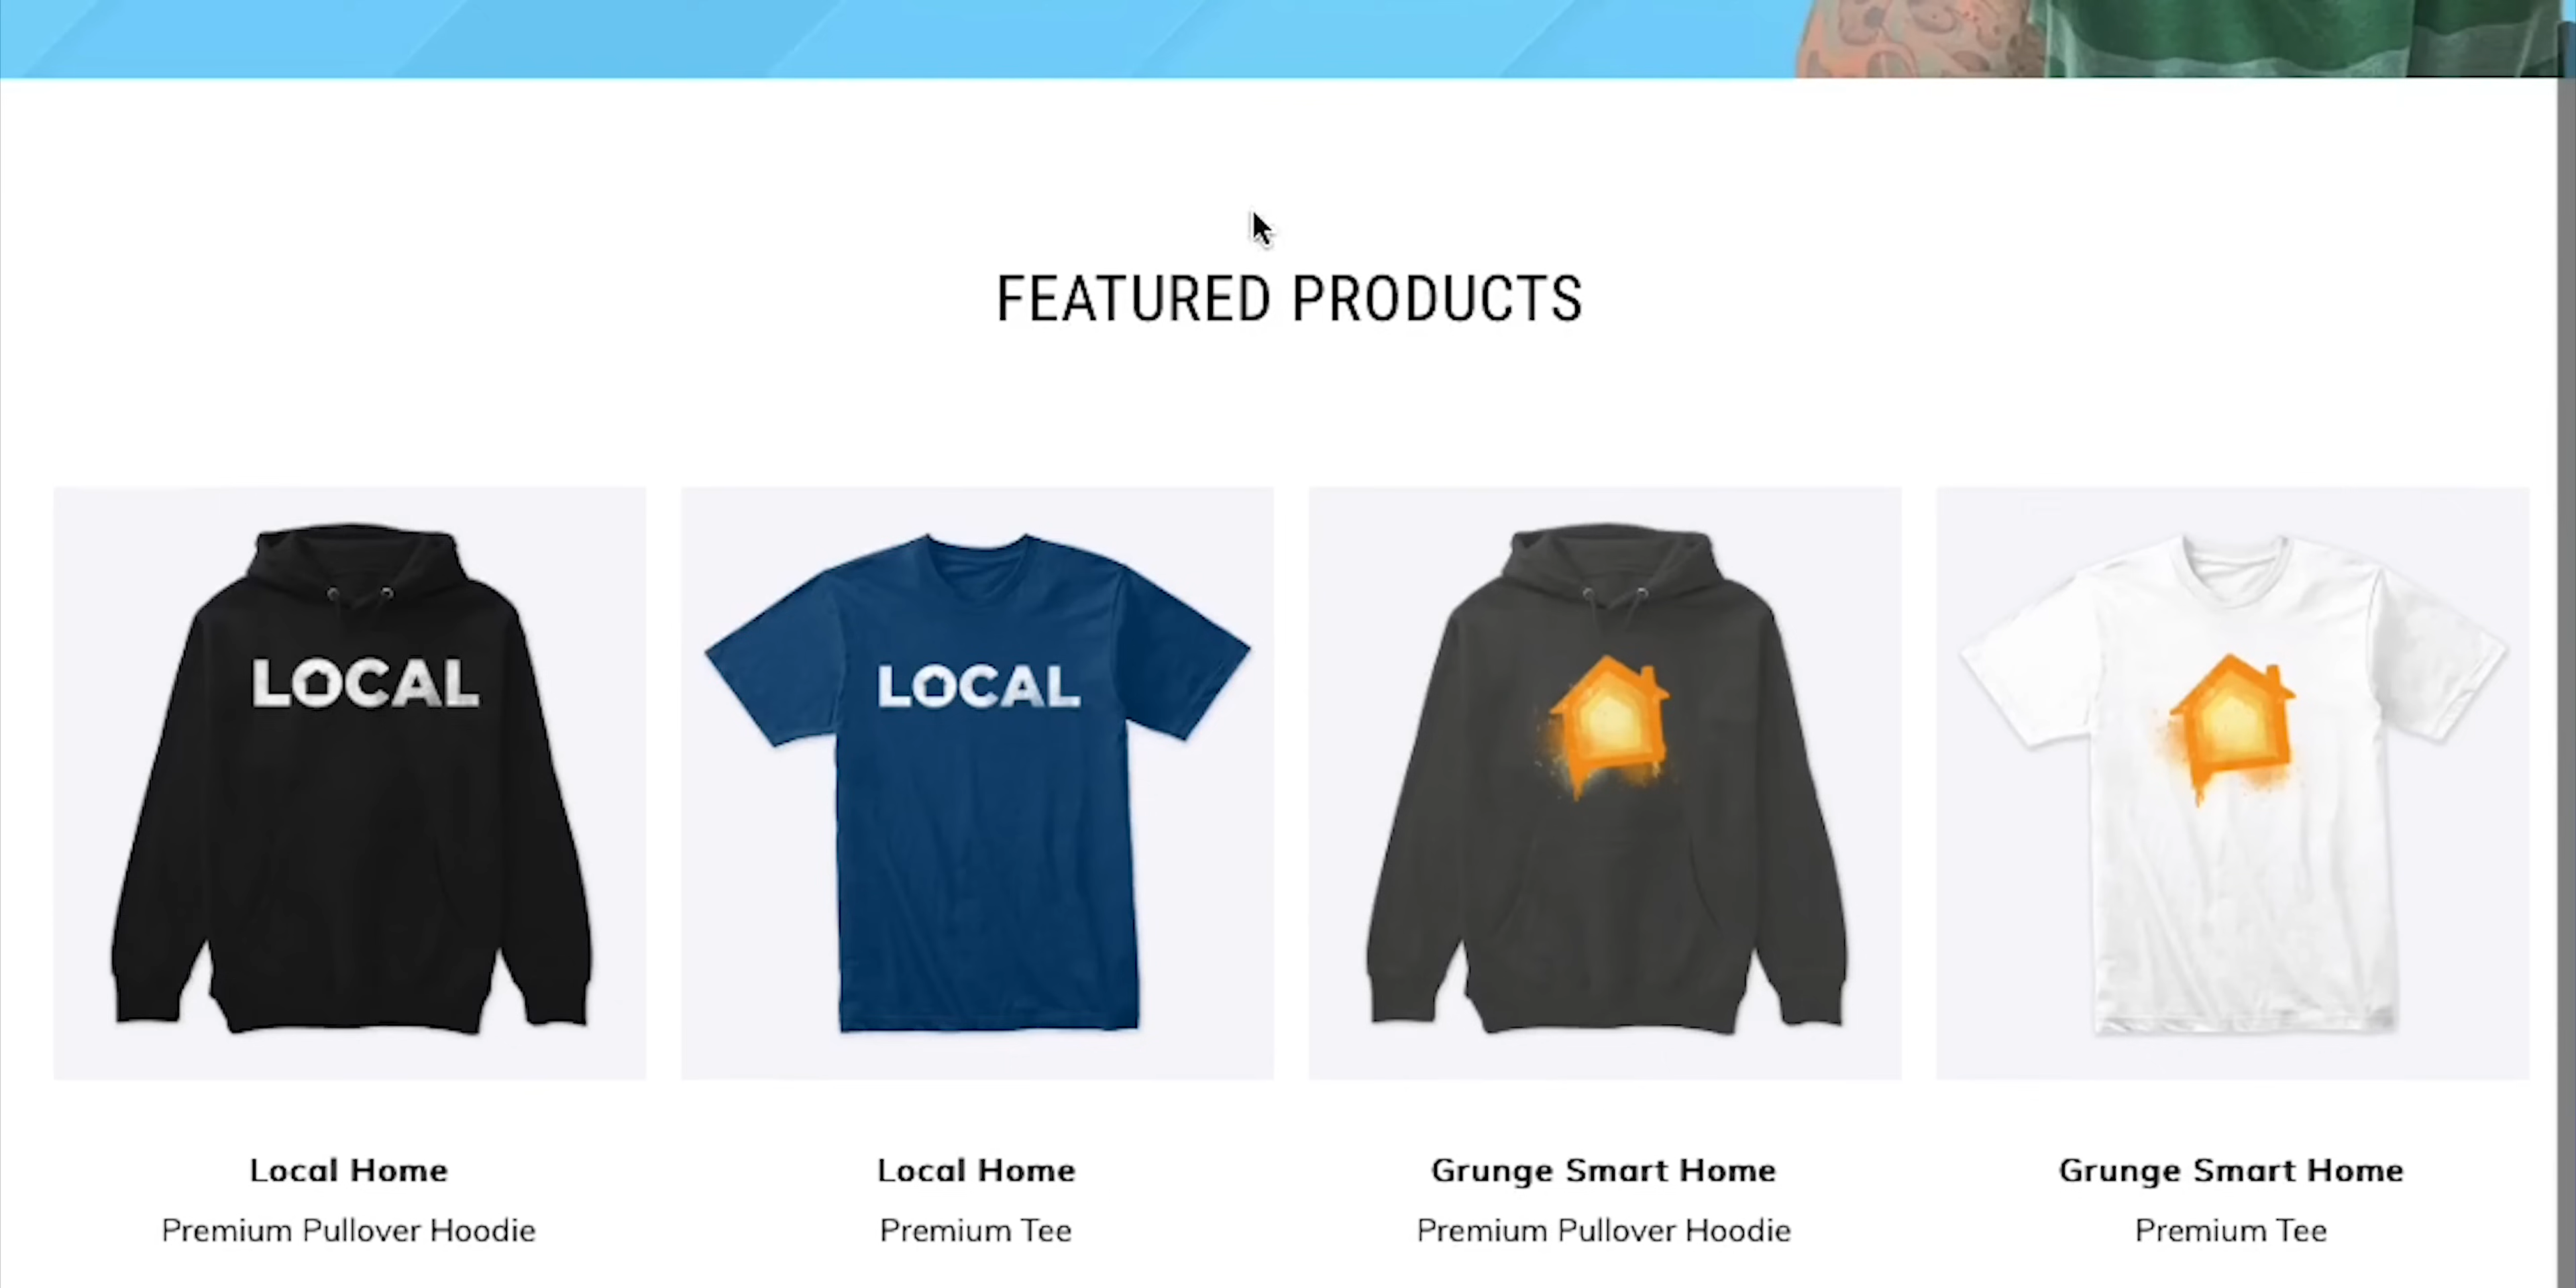 FEATURED PRODUCTS
LOCAL
LOCAL
Local Home
Premium Pullover Hoodie
Local Home
Premium Tee
Grunge Smart Home
Premium Pullover Hoodie
Grunge Smart Home
Premium Tee